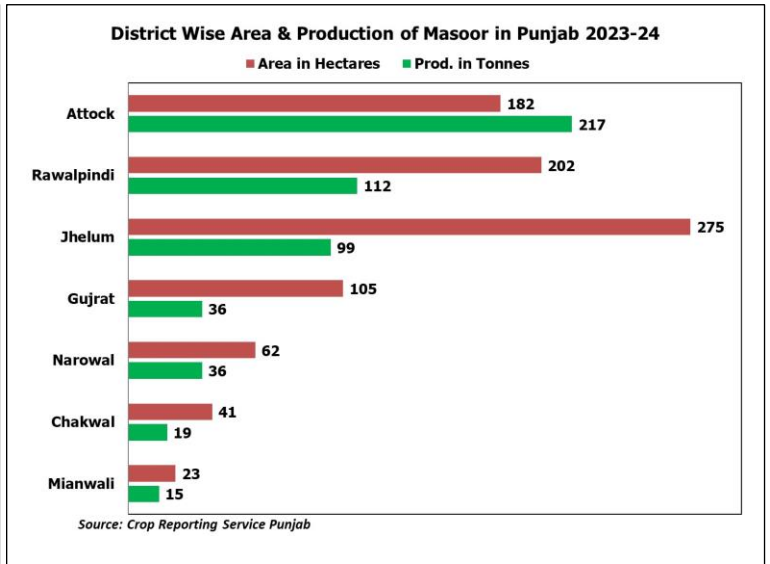 District Wise Area & Production of Masoor in Punjab 2023-24
Area in Hectares Prod. in Tonnes
Attock 182
217
Rawalpindi 202
112
Jhelum 275
99
Gujrat 105
36
Narowal 62
36
Chakwal 41
19
Mianwali 23
15
Source: Crop Reporting Service Punjab